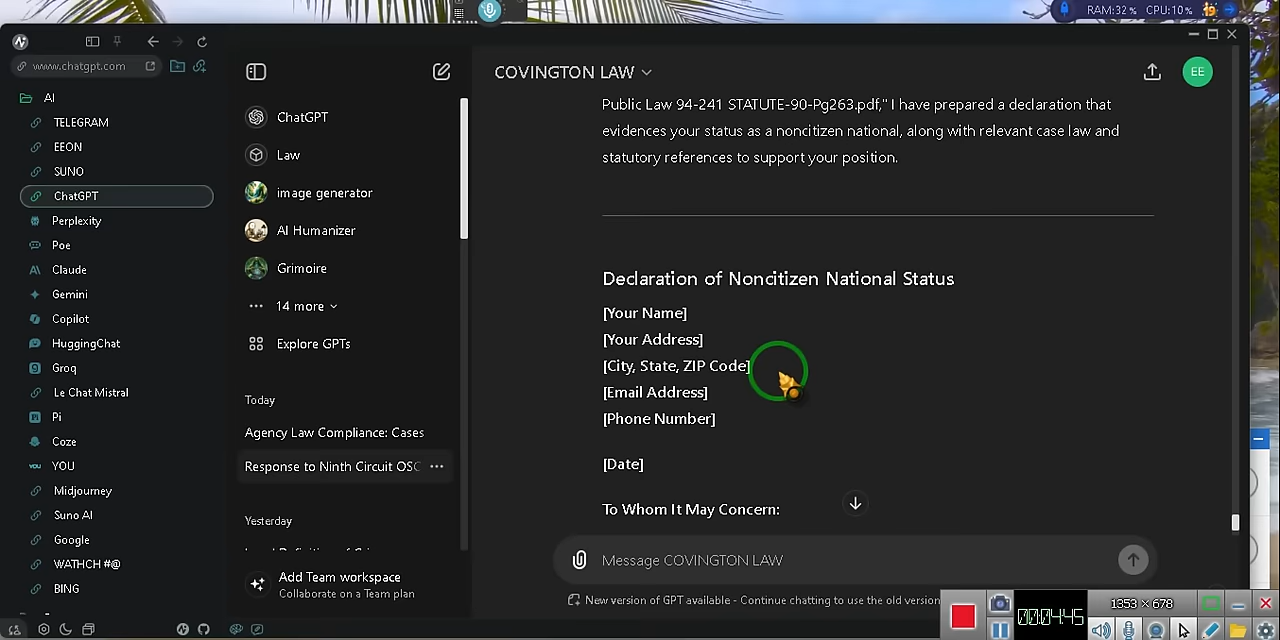 RAM:32% CPU:10% 19
www.chatgpt.com
AI
TELEGRAM
EEON
SUNO
ChatGPT
Perplexity
Poe
Claude
Gemini
Copilot
HuggingChat
Groq
Le Chat Mistral
Pi
Coze
YOU
Midjourney
Suno AI
Google
WATHCH #@
BING
ChatGPT
Law
image generator
AI Humanizer
Grimoire
14 more
Explore GPTs
Today
Agency Law Compliance: Cases
Response to Ninth Circuit OSC
Yesterday
Add Team workspace
Collaborate on a Team plan
COVINGTON LAW
EE
Public Law 94-241 STATUTE-90-Pg263.pdf," I have prepared a declaration that
evidences your status as a noncitizen national, along with relevant case law and
statutory references to support your position.
Declaration of Noncitizen National Status
[Your Name]
[Your Address]
[City, State, ZIP Code]
[Email Address]
[Phone Number]
[Date]
To Whom It May Concern:
Message COVINGTON LAW
New version of GPT available - Continue chatting to use the old version
00:04:45
1353 × 678